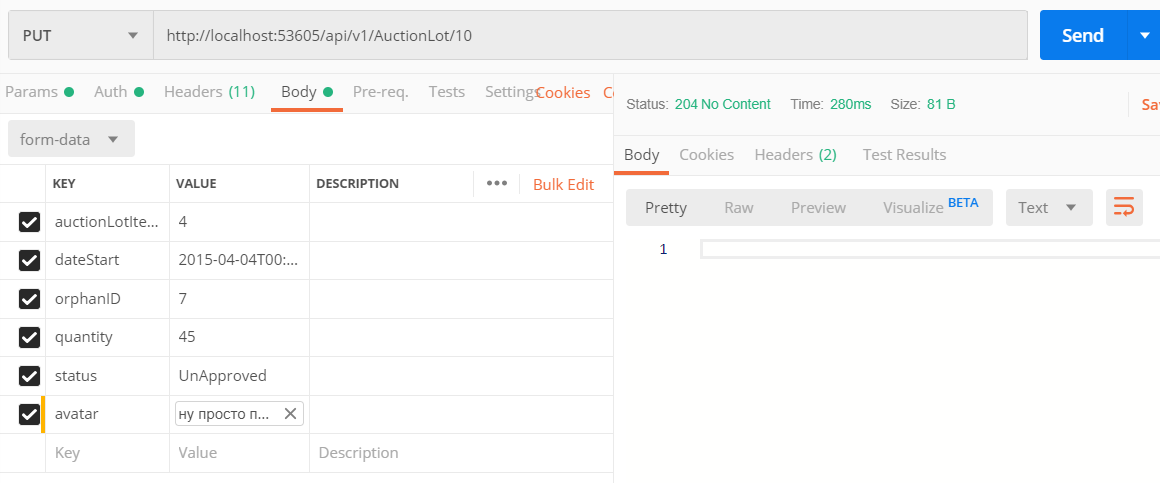 PUT http://localhost:53605/api/v1/AuctionLot/10 Send
Params Auth Headers (11) Body Pre-req. Tests Settings Cookies
form-data
KEY VALUE DESCRIPTION ••• Bulk Edit
auctionLotIte... 4
dateStart 2015-04-04T00:...
orphanID 7
quantity 45
status UnApproved
avatar ну просто п...
Key Value Description
Status: 204 No Content Time: 280ms Size: 81 B
Body Cookies Headers (2) Test Results
Pretty Raw Preview Visualize BETA Text
1